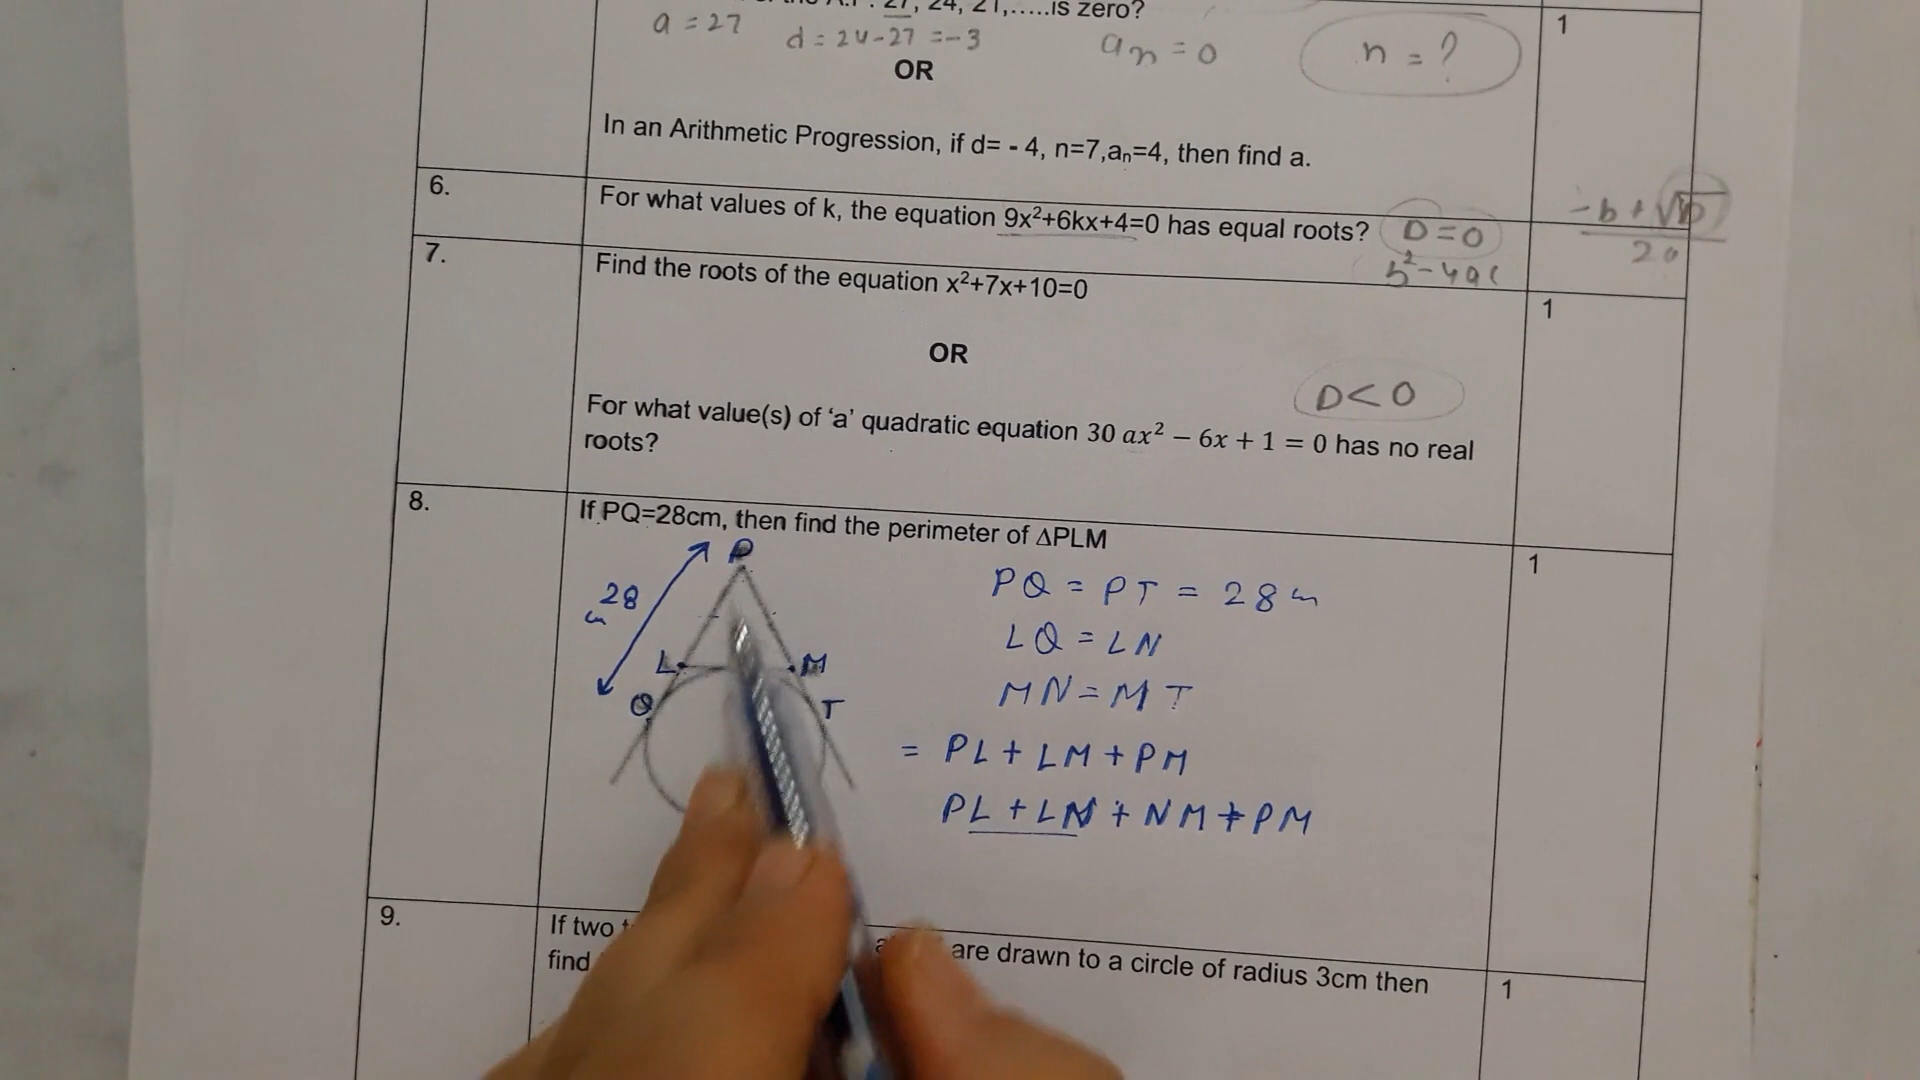 27, 24, 21,.....is zero?
1
a = 27 d = 24-27 = -3 an = 0 n = ?
OR
In an Arithmetic Progression, if d= - 4, n=7,aₙ=4, then find a.
6. For what values of k, the equation 9x²+6kx+4=0 has equal roots? D=0
b²-4ac
-b + √D
2a
7. Find the roots of the equation x²+7x+10=0
1
OR
D<0
For what value(s) of ‘a’ quadratic equation 30 ax² − 6x + 1 = 0 has no real
roots?
8. If PQ=28cm, then find the perimeter of ΔPLM
1
P
28
cm
L M
Q T
PQ = PT = 28 cm
LQ = LN
MN = MT
= PL + LM + PM
PL + LN + NM + PM
9. If two
are drawn to a circle of radius 3cm then
find
1